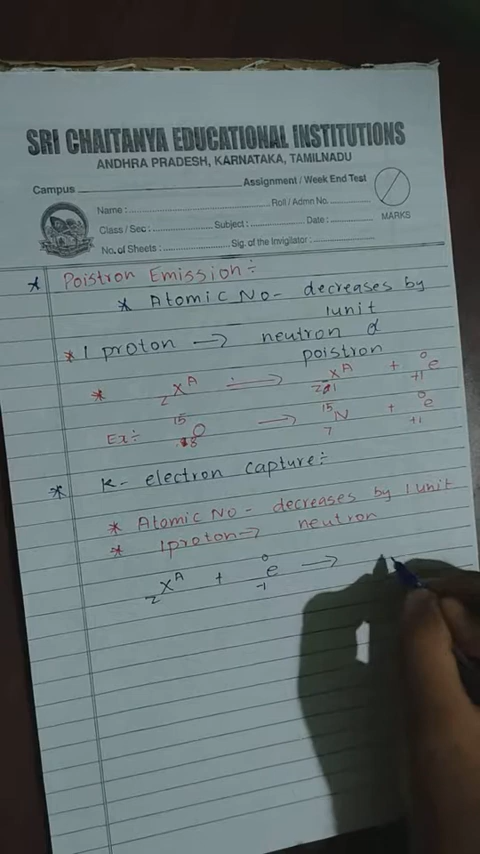 SRI CHAITANYA EDUCATIONAL INSTITUTIONS
ANDHRA PRADESH, KARNATAKA, TAMILNADU
Campus Assignment / Week End Test
Name : Roll / Admn No.
Class / Sec : Subject : Date : MARKS
No. of Sheets : Sig. of the Invigilator :
* Poistron Emission :-
* Atomic No - decreases by
1unit
* 1 proton → neutron &
poistron
* zX^A → z-1X^A + +1e^0
Ex :- 8O^15 → 7N^15 + +1e^0
* K- electron capture :-
* Atomic No - decreases by 1 unit
* 1proton → neutron
zX^A + -1e^0 →